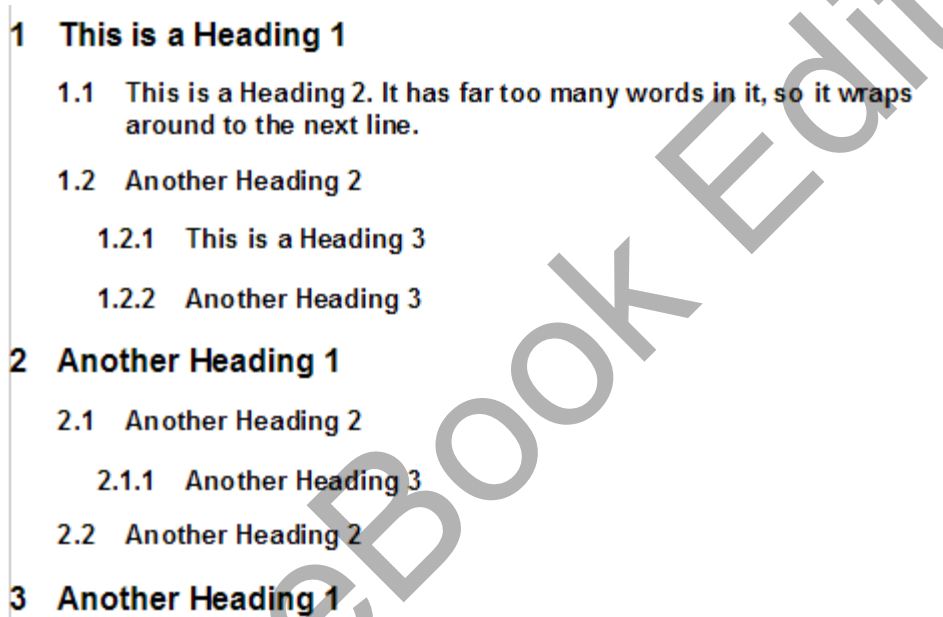 1 This is a Heading 1
1.1 This is a Heading 2. It has far too many words in it, so it wraps
around to the next line.
1.2 Another Heading 2
1.2.1 This is a Heading 3
1.2.2 Another Heading 3
2 Another Heading 1
2.1 Another Heading 2
2.1.1 Another Heading 3
2.2 Another Heading 2
3 Another Heading 1
eBook Edi